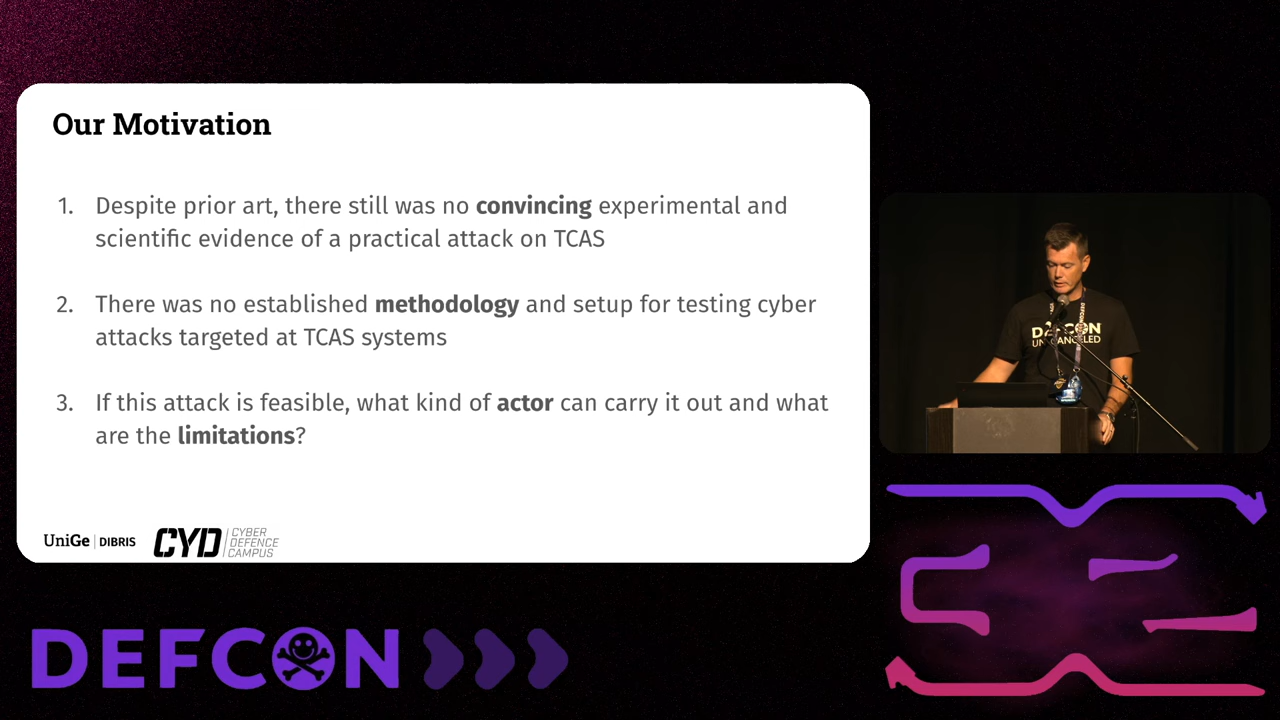 Our Motivation
1. Despite prior art, there still was no convincing experimental and
scientific evidence of a practical attack on TCAS
2. There was no established methodology and setup for testing cyber
attacks targeted at TCAS systems
3. If this attack is feasible, what kind of actor can carry it out and what
are the limitations?
UniGe | DIBRIS
CYD CYBER
DEFENCE
CAMPUS
DEFCON
DEFCON